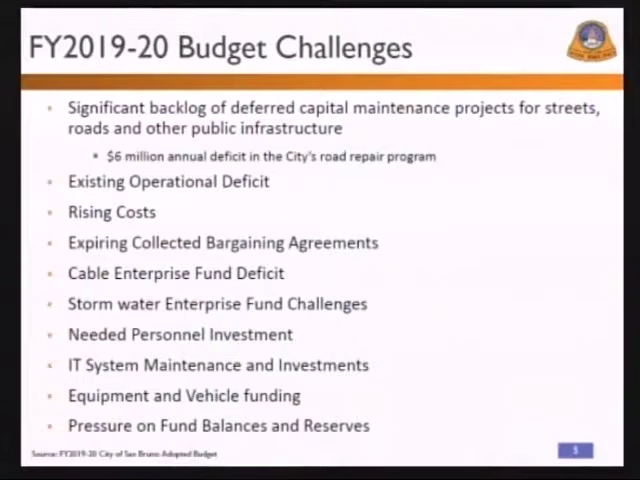 FY2019-20 Budget Challenges
Significant backlog of deferred capital maintenance projects for streets,
roads and other public infrastructure
$6 million annual deficit in the City's road repair program
Existing Operational Deficit
Rising Costs
Expiring Collected Bargaining Agreements
Cable Enterprise Fund Deficit
Storm water Enterprise Fund Challenges
Needed Personnel Investment
IT System Maintenance and Investments
Equipment and Vehicle funding
Pressure on Fund Balances and Reserves
Source: FY2019-20 City of San Bruno Adopted Budget